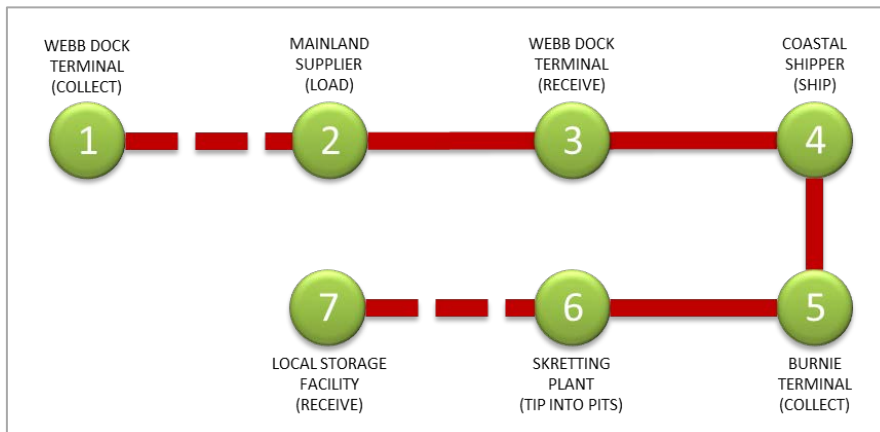 WEBB DOCK
TERMINAL
(COLLECT)
MAINLAND
SUPPLIER
(LOAD)
WEBB DOCK
TERMINAL
(RECEIVE)
COASTAL
SHIPPER
(SHIP)
1
2
3
4
7
6
5
LOCAL STORAGE
FACILITY
(RECEIVE)
SKRETTING
PLANT
(TIP INTO PITS)
BURNIE
TERMINAL
(COLLECT)